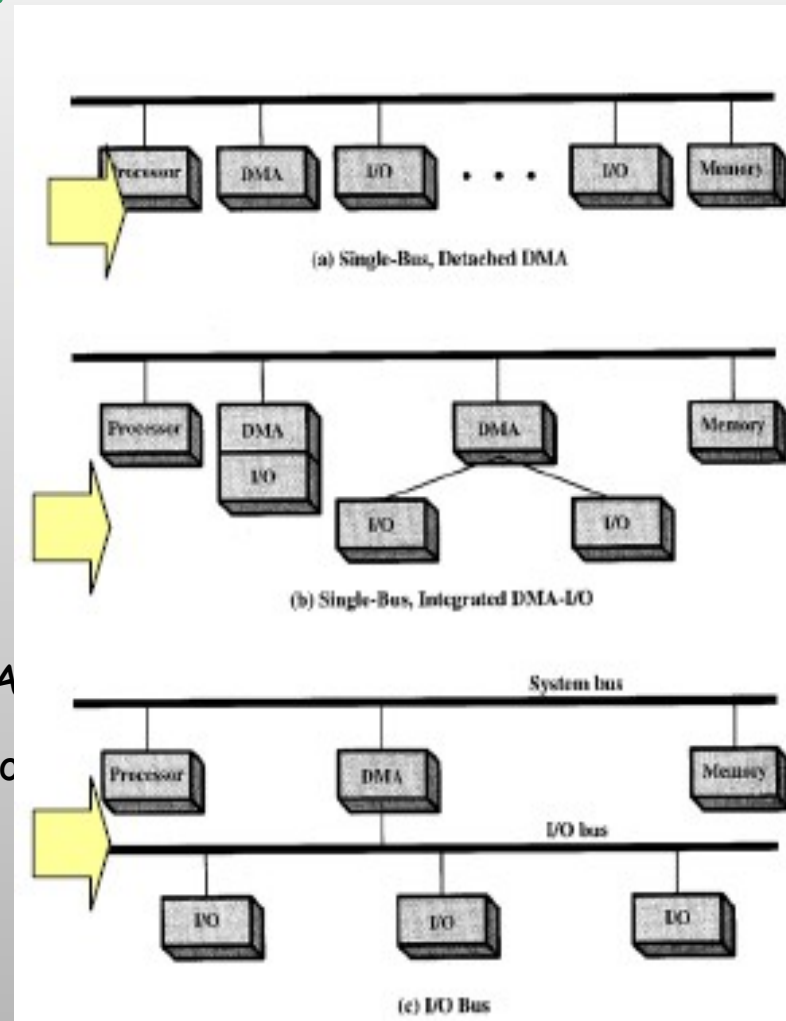 Processor DMA I/O • • • I/O Memory
(a) Single-Bus, Detached DMA
Processor DMA DMA Memory
I/O
I/O I/O
(b) Single-Bus, Integrated DMA-I/O
System bus
Processor DMA Memory
I/O bus
I/O I/O I/O
(c) I/O Bus